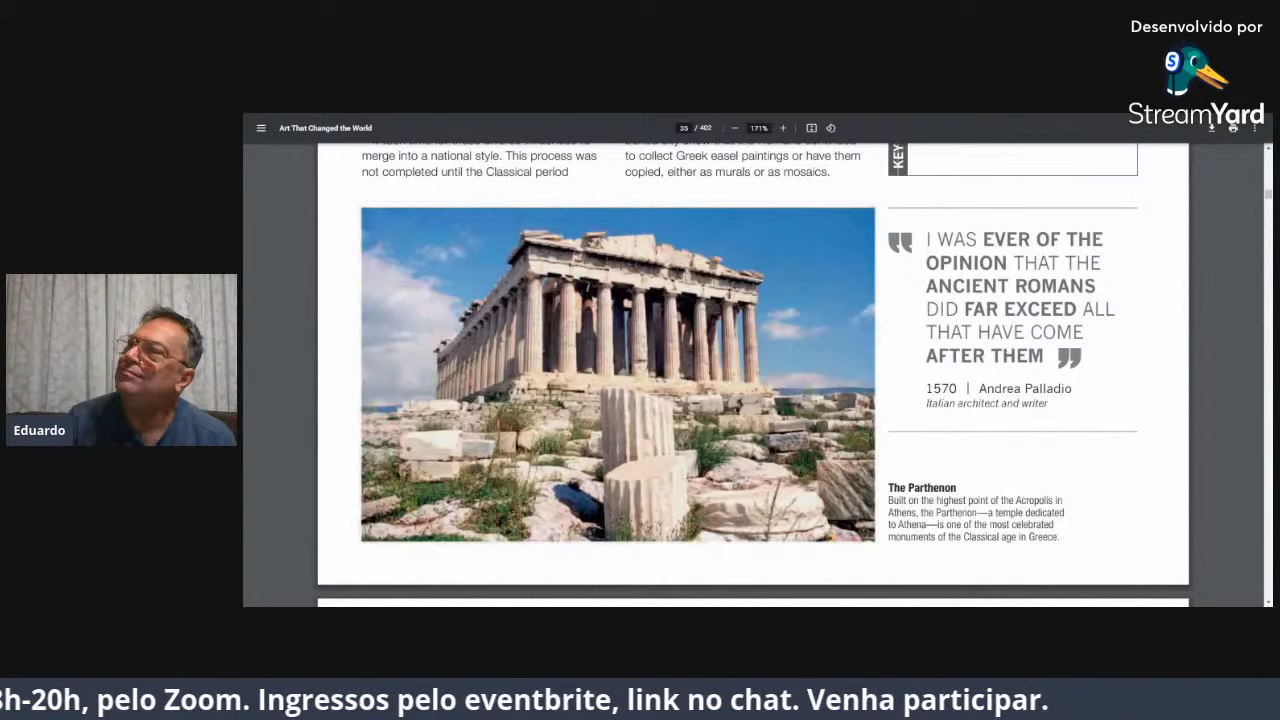 Desenvolvido por
StreamYard
Art That Changed the World
35 / 402
171%
merge into a national style. This process was
not completed until the Classical period
to collect Greek easel paintings or have them
copied, either as murals or as mosaics.
KEY
I WAS EVER OF THE
OPINION THAT THE
ANCIENT ROMANS
DID FAR EXCEED ALL
THAT HAVE COME
AFTER THEM
1570 | Andrea Palladio
Italian architect and writer
The Parthenon
Built on the highest point of the Acropolis in
Athens, the Parthenon—a temple dedicated
to Athena—is one of the most celebrated
monuments of the Classical age in Greece.
Eduardo
h-20h, pelo Zoom. Ingressos pelo eventbrite, link no chat. Venha participar.